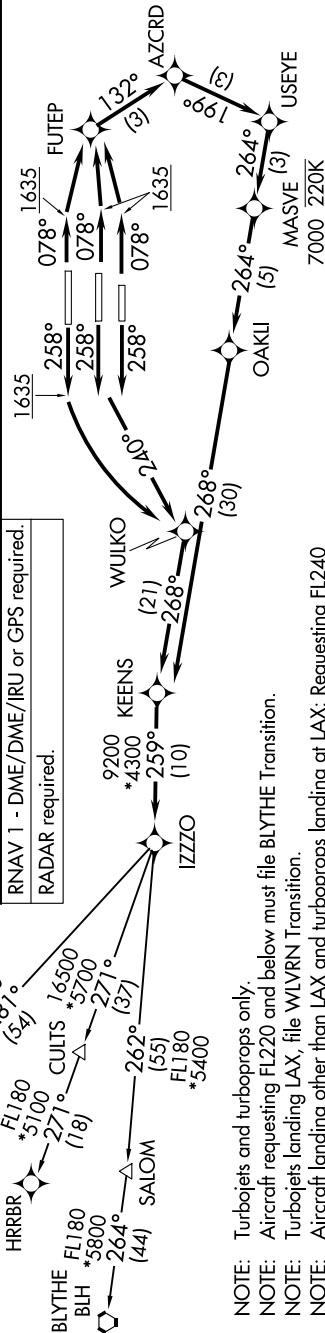 RNAV 1 - DME/DME/IRU or GPS required.
RADAR required.
AZCRD
FUTEP
132°
(3)
199°
(3)
USEYE
264°
(3)
MASVE
7000 220K
264°
(5)
OAKLI
1635
1635
078°
078°
078°
258°
258°
258°
1635
240°
WULKO
268°
(30)
(21)
268°
KEENS
9200
*4300
259°
(10)
IZZZO
(54)
16500
*5700
271°
(37)
CULTS
FL180
*5100
271°
(18)
HRRBR
262°
(55)
FL180
*5400
SALOM
FL180
*5800
264°
(44)
BLYTHE
BLH
NOTE: Turbojets and turboprops only.
NOTE: Aircraft requesting FL220 and below must file BLYTHE Transition.
NOTE: Turbojets landing LAX, file WLVRN Transition.
NOTE: Aircraft landing other than LAX and turboprops landing at LAX; Requesting FL240